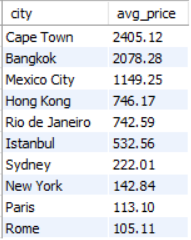 city avg_price
Cape Town 2405.12
Bangkok 2078.28
Mexico City 1149.25
Hong Kong 746.17
Rio de Janeiro 742.59
Istanbul 532.56
Sydney 222.01
New York 142.84
Paris 113.10
Rome 105.11